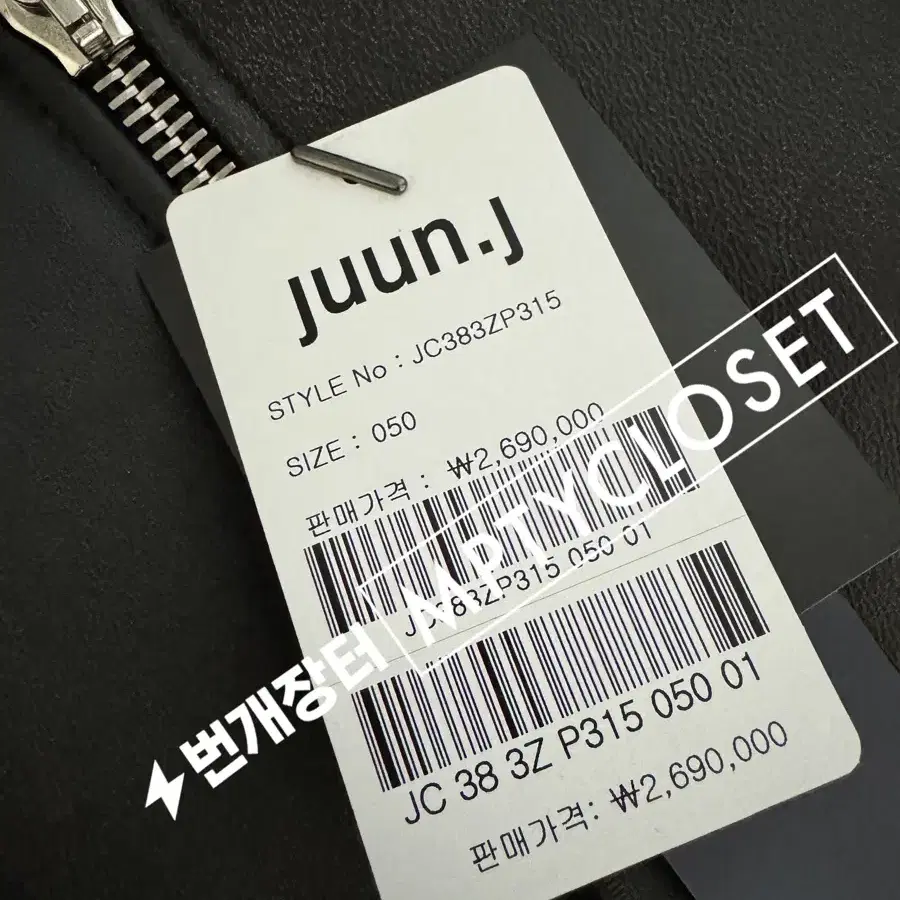 juun.j
STYLE No : JC383ZP315
SIZE : 050
판매가격 : ₩2,690,000
JC383ZP315 050 01
JC 38 3Z P315 050 01
판매가격: ₩2,690,000
번개장터
MPTYCLOSET